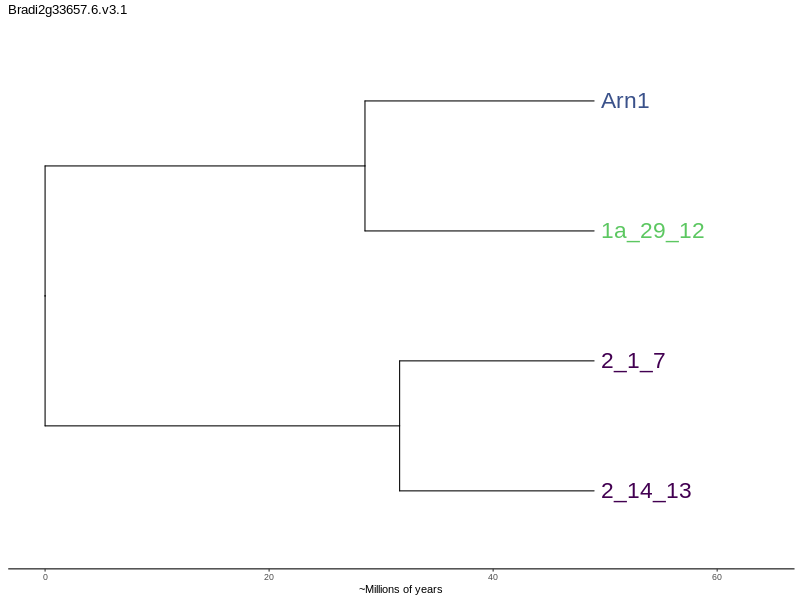 Bradi2g33657.6.v3.1
Arn1
1a_29_12
2_1_7
2_14_13
0 20 40 60
~Millions of years